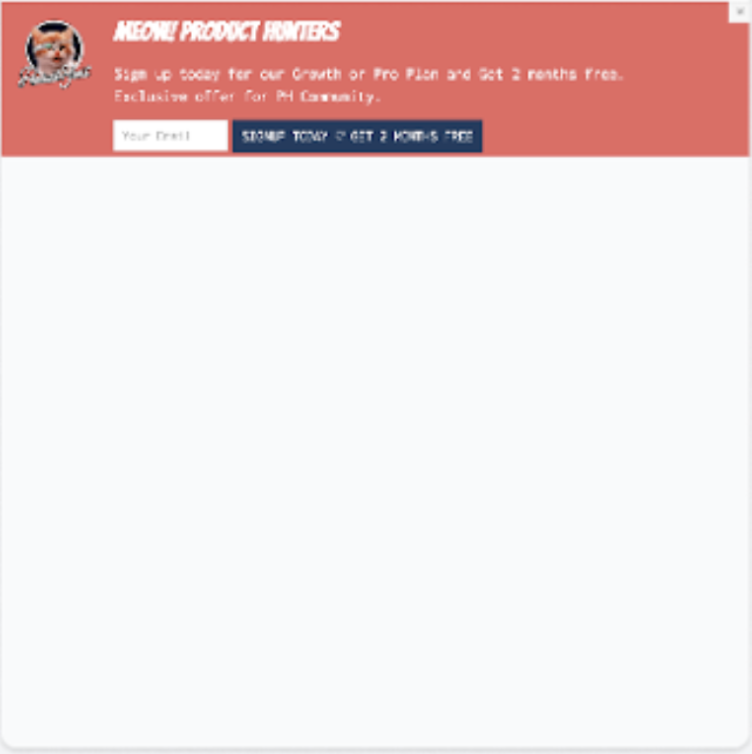 MEOW! PRODUCT HUNTERS
Sign up today for our Growth or Pro Plan and Get 2 months free.
Exclusive offer for PH Community.
Your Email
SIGNUP TODAY & GET 2 MONTHS FREE